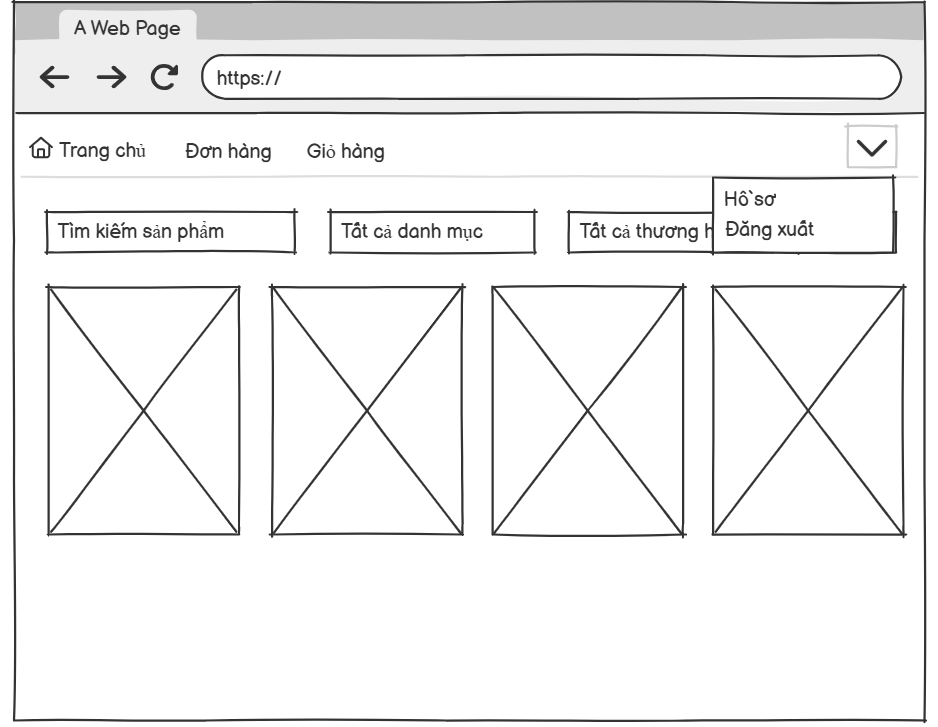 A Web Page
https://
Trang chủ Đơn hàng Giỏ hàng
Hồ sơ
Đăng xuất
Tìm kiếm sản phẩm Tất cả danh mục Tất cả thương h